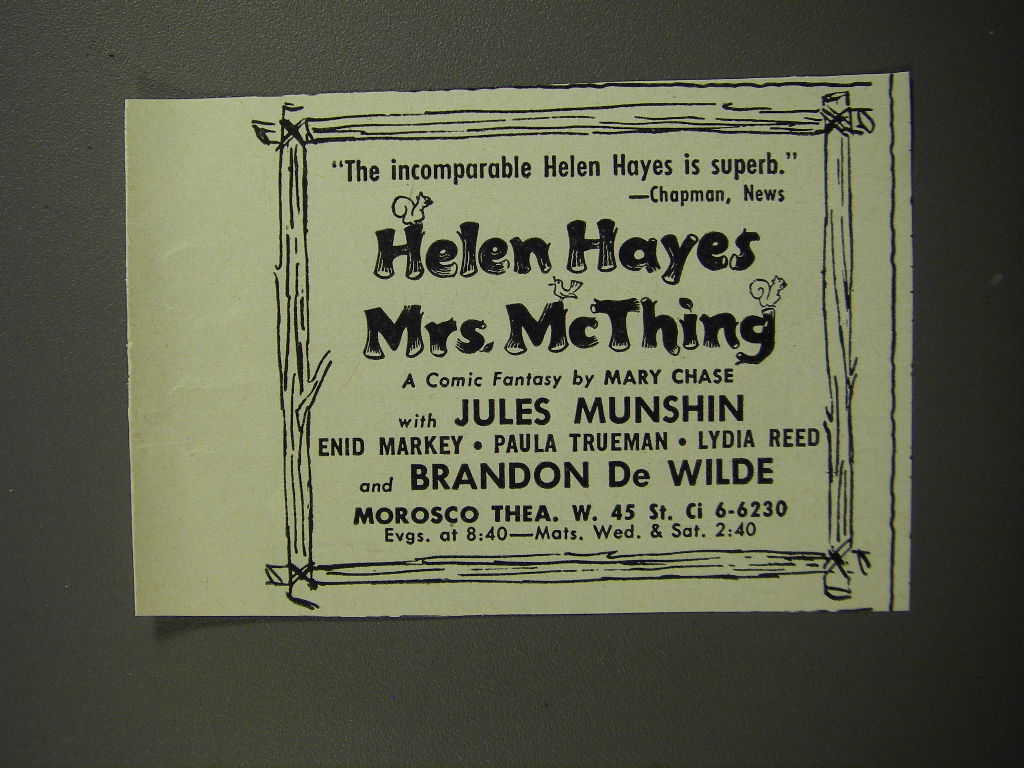 “The incomparable Helen Hayes is superb.”
—Chapman, News
Helen Hayes
Mrs. McThing
A Comic Fantasy by MARY CHASE
with JULES MUNSHIN
ENID MARKEY • PAULA TRUEMAN • LYDIA REED
and BRANDON De WILDE
MOROSCO THEA. W. 45 St. Ci 6-6230
Evgs. at 8:40—Mats. Wed. & Sat. 2:40